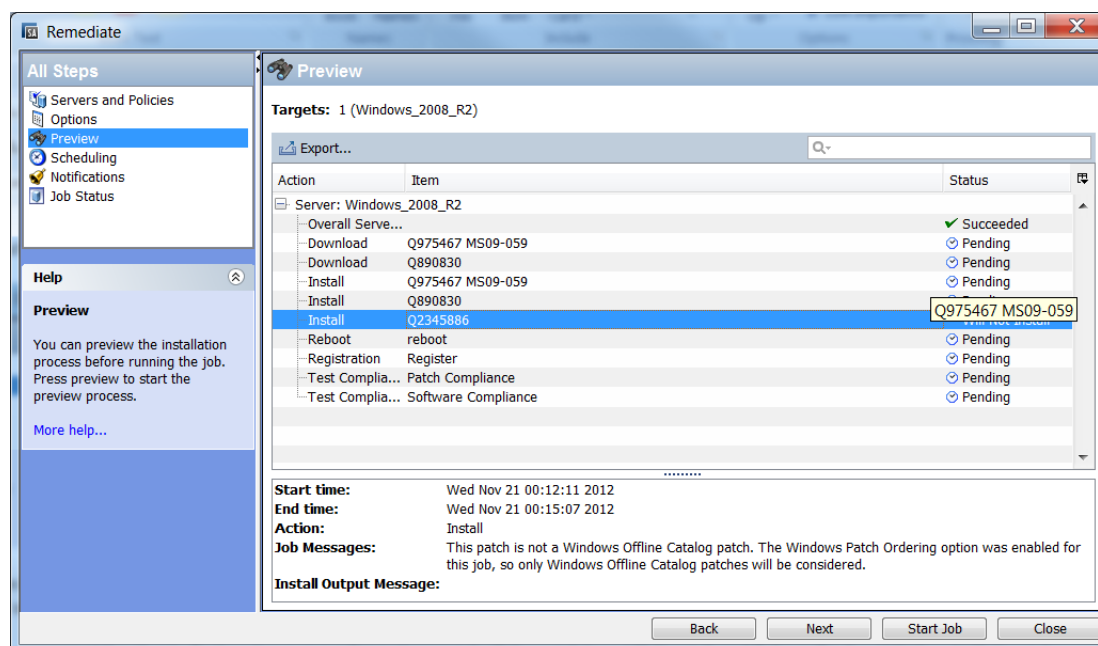 Remediate
All Steps
Servers and Policies
Options
Preview
Scheduling
Notifications
Job Status
Help
Preview
You can preview the installation
process before running the job.
Press preview to start the
preview process.
More help...
Preview
Targets: 1 (Windows_2008_R2)
Export...
Action Item Status
Server: Windows_2008_R2
Overall Serve... Succeeded
Download Q975467 MS09-059 Pending
Download Q890830 Pending
Install Q975467 MS09-059 Pending
Install Q890830
Q975467 MS09-059
Install Q2345886 Will Not Install
Reboot reboot Pending
Registration Register Pending
Test Complia... Patch Compliance Pending
Test Complia... Software Compliance Pending
Start time: Wed Nov 21 00:12:11 2012
End time: Wed Nov 21 00:15:07 2012
Action: Install
Job Messages: This patch is not a Windows Offline Catalog patch. The Windows Patch Ordering option was enabled for
this job, so only Windows Offline Catalog patches will be considered.
Install Output Message:
Back Next Start Job Close